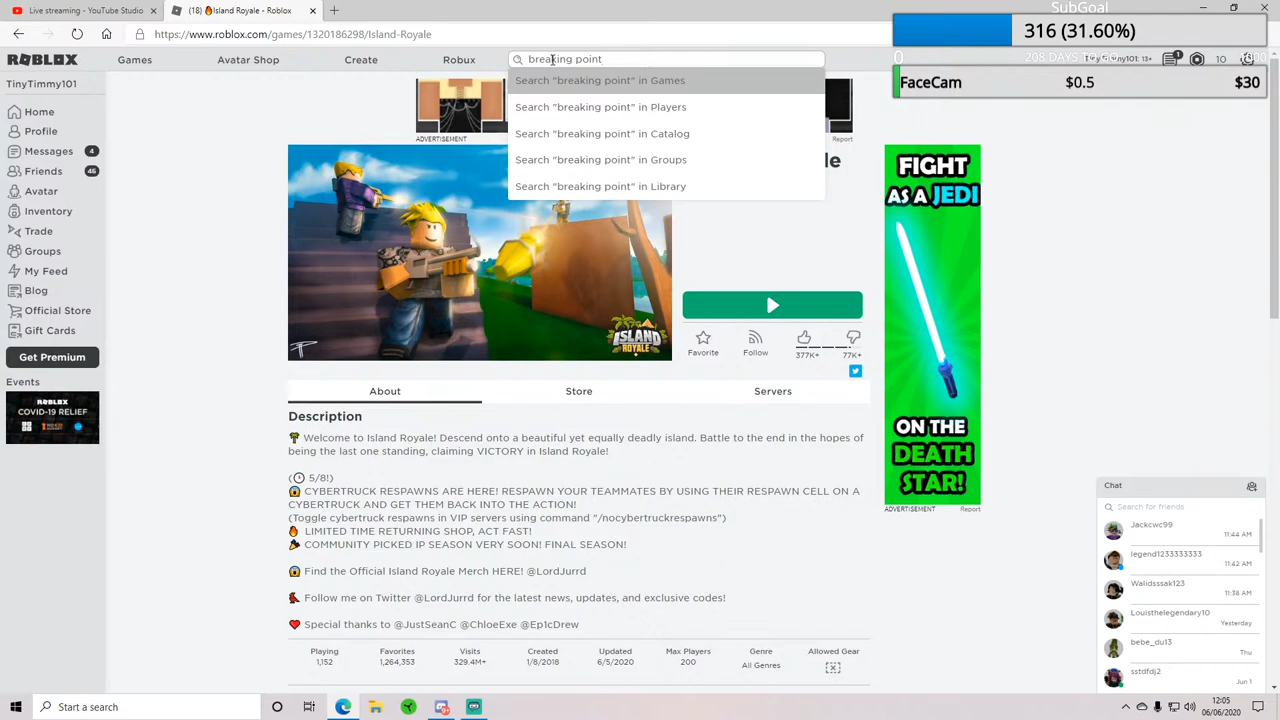 Live streaming - YouTube Studio
🔥Island Royale - Roblox
SubGoal
https://www.roblox.com/games/1320186298/Island-Royale
316 (31.60%)
0
208 DAYS TO GO
ROBLOX
Games
Avatar Shop
Create
Robux
breaking point
13+
1
10
TinyTimmy101
Search "breaking point" in Games
FaceCam
$0.5
$30
Search "breaking point" in Players
Search "breaking point" in Catalog
Search "breaking point" in Groups
Search "breaking point" in Library
ADVERTISEMENT
Report
Home
Profile
Messages
4
Friends
46
Avatar
Inventory
Trade
Groups
My Feed
Blog
Official Store
Gift Cards
Get Premium
Events
ROBLOX
COVID-19 RELIEF
ISLAND
ROYALE
Favorite
Follow
377K+
77K+
About
Store
Servers
Description
🌴 Welcome to Island Royale! Descend onto a beautiful yet equally deadly island. Battle to the end in the hopes of
being the last one standing, claiming VICTORY in Island Royale!
(🕒 5/8!)
😱 CYBERTRUCK RESPAWNS ARE HERE! RESPAWN YOUR TEAMMATES BY USING THEIR RESPAWN CELL ON A
CYBERTRUCK AND GET THEM BACK INTO THE ACTION!
(Toggle cybertruck respawns in VIP servers using command "/nocybertruckrespawns")
🔥 LIMITED TIME RETURNING SHOP, ACT FAST!
🎉 COMMUNITY PICKED IP SEASON VERY SOON! FINAL SEASON!
😱 Find the Official Island Royale Merch HERE! @LordJurrd
🐦 Follow me on Twitter @LordJurrd for the latest news, updates, and exclusive codes!
❤️ Special thanks to @JustSeanC @ChloeExe @Ep1cDrew
Playing
1,152
Favorites
1,264,353
Visits
329.4M+
Created
1/8/2018
Updated
6/5/2020
Max Players
200
Genre
All Genres
Allowed Gear
FIGHT
AS A JEDI
ON THE
DEATH
STAR!
ADVERTISEMENT
Report
Chat
Search for friends
Jackcwc99
11:44 AM
legend1233333333
11:42 AM
Walidsssak123
11:38 AM
Louisthelegendary10
Yesterday
bebe_du13
Thu
sstdfdj2
Jun 1
Start a search
12:05
06/06/2020